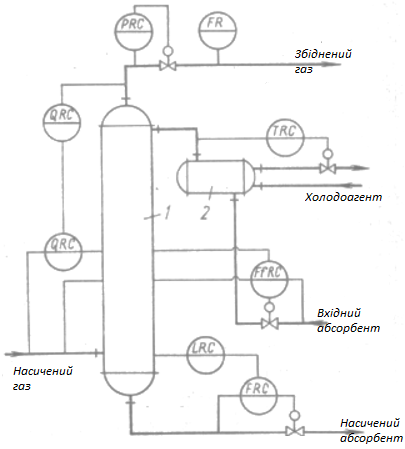 PRC
FR
Збіднений
газ
QRC
TRC
1
2
Холодоагент
QRC
FfRC
Вхідний
абсорбент
LRC
Насичений
газ
FRC
Насичений
абсорбент